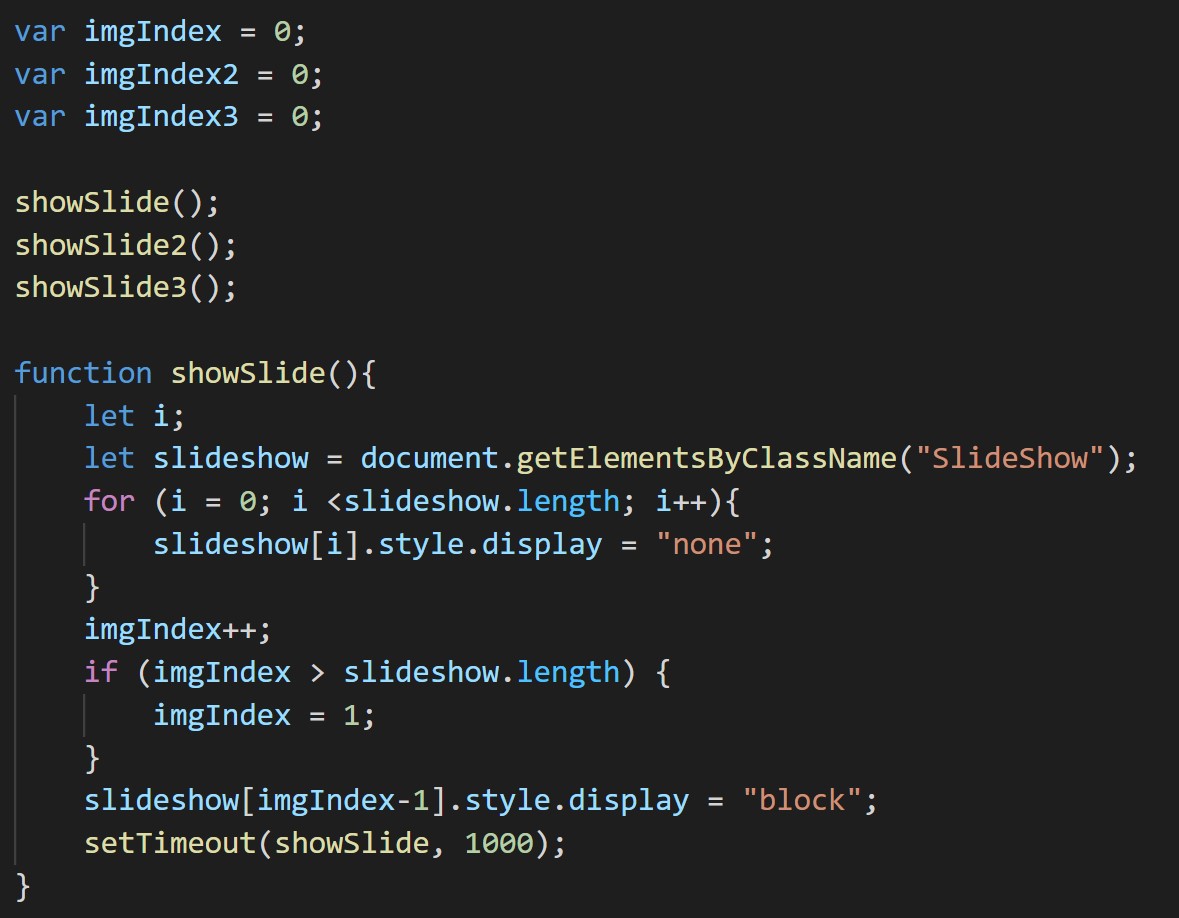 var imgIndex = 0;
var imgIndex2 = 0;
var imgIndex3 = 0;

showSlide();
showSlide2();
showSlide3();

function showSlide(){
    let i;
    let slideshow = document.getElementsByClassName("SlideShow");
    for (i = 0; i <slideshow.length; i++){
        slideshow[i].style.display = "none";
    }
    imgIndex++;
    if (imgIndex > slideshow.length) {
        imgIndex = 1;
    }
    slideshow[imgIndex-1].style.display = "block";
    setTimeout(showSlide, 1000);
}